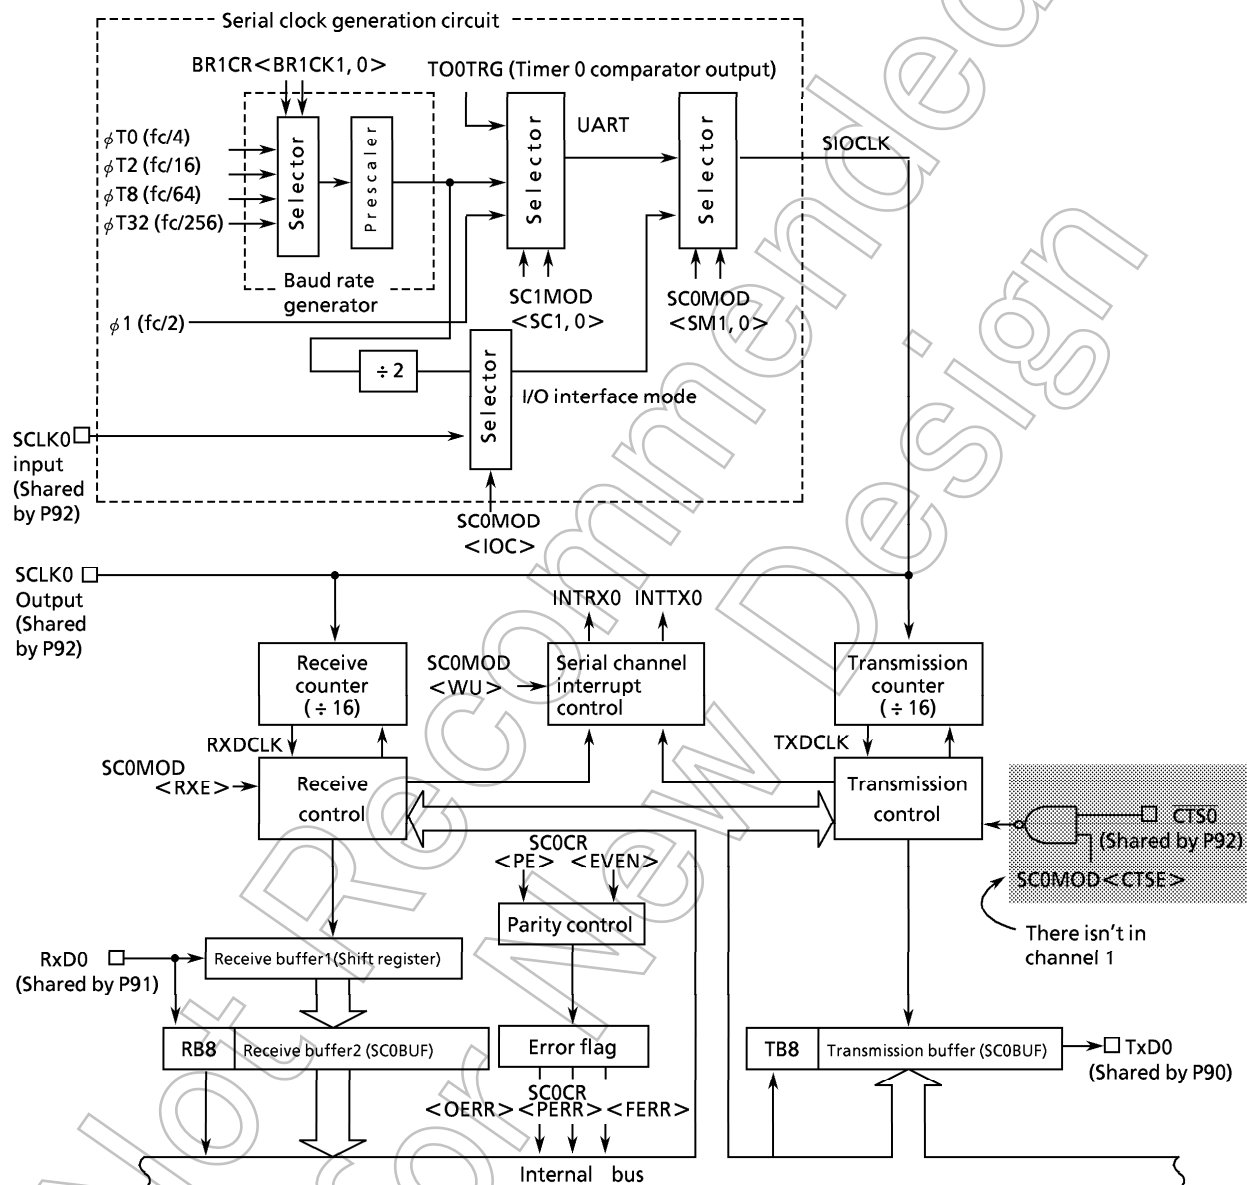 Serial clock generation circuit
BR1CR<BR1CK1, 0>
TO0TRG (Timer 0 comparator output)
UART
SIOCLK
ϕT0 (fc/4)
ϕT2 (fc/16)
ϕT8 (fc/64)
ϕT32 (fc/256)
Selector
Prescaler
Selector
Selector
Baud rate
generator
SC1MOD
<SC1, 0>
SC0MOD
<SM1, 0>
ϕ1 (fc/2)
÷2
Selector
I/O interface mode
SCLK0
input
(Shared
by P92)
SC0MOD
<IOC>
SCLK0
Output
(Shared
by P92)
INTRX0 INTTX0
Receive
counter
(÷16)
SC0MOD
<WU>
Serial channel
interrupt
control
Transmission
counter
(÷16)
RXDCLK
TXDCLK
SC0MOD
<RXE>
Receive
control
Transmission
control
CTS0
(Shared by P92)
SC0MOD<CTSE>
There isn't in
channel 1
SC0CR
<PE> <EVEN>
Parity control
RxD0
(Shared by P91)
Receive buffer1(Shift register)
RB8 Receive buffer2 (SC0BUF)
Error flag
TB8 Transmission buffer (SC0BUF)
TxD0
(Shared by P90)
SC0CR
<OERR> <PERR> <FERR>
Internal bus
Not Recommended
for New Design